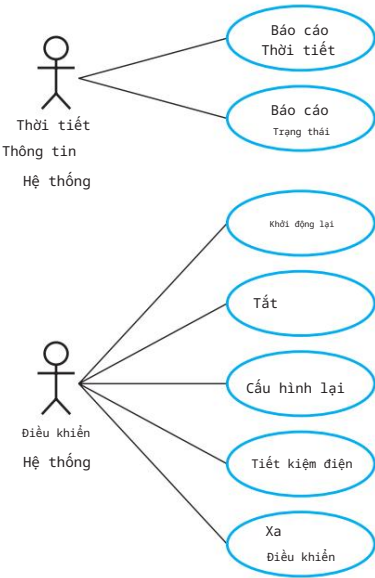 Báo cáo
Thời tiết
Báo cáo
Trạng thái
Thời tiết
Thông tin
Hệ thống
Khởi động lại
Tắt
Cấu hình lại
Điều khiển
Hệ thống
Tiết kiệm điện
Xa
Điều khiển